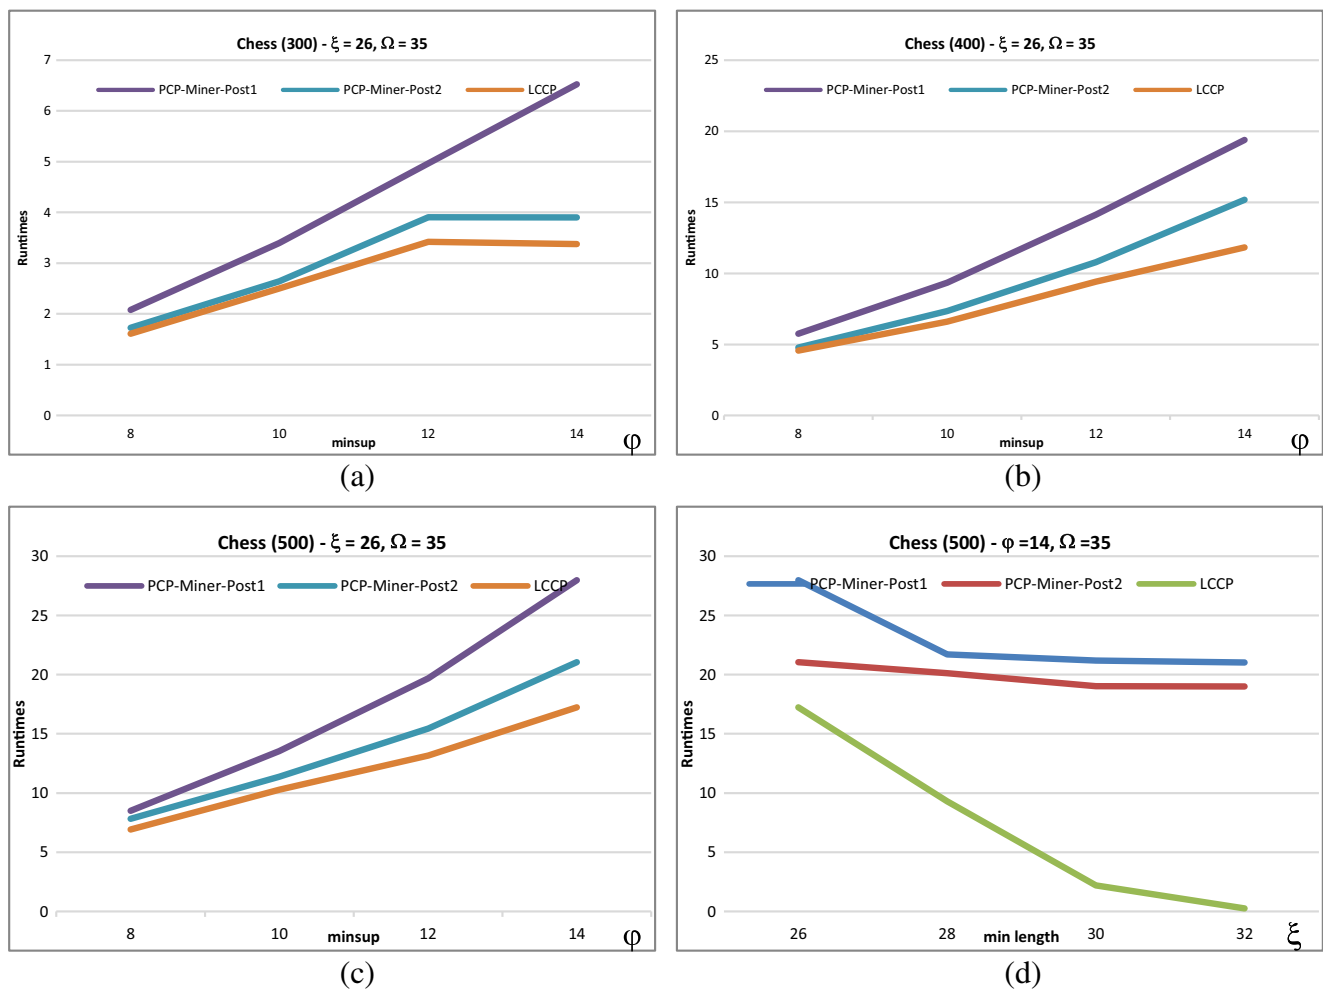 Chess (300) - ξ = 26, Ω = 35
7
PCP-Miner-Post1 PCP-Miner-Post2 LCCP
6
5
4
3
2
1
0
Runtimes
8 10 12 14
minsup φ
(a)
Chess (400) - ξ = 26, Ω = 35
25
PCP-Miner-Post1 PCP-Miner-Post2 LCCP
20
15
10
5
0
Runtimes
8 10 12 14
minsup φ
(b)
Chess (500) - ξ = 26, Ω = 35
30
PCP-Miner-Post1 PCP-Miner-Post2 LCCP
25
20
15
10
5
0
Runtimes
8 10 12 14
minsup φ
(c)
Chess (500) - φ =14, Ω =35
30
PCP-Miner-Post1 PCP-Miner-Post2 LCCP
25
20
15
10
5
0
Runtimes
26 28 30 32
min length ξ
(d)